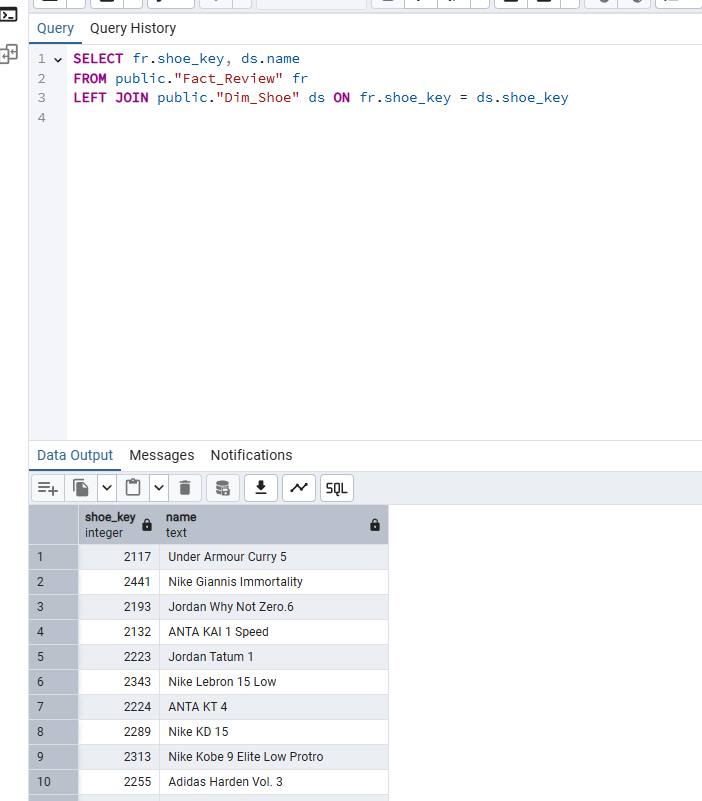 Query Query History
1 SELECT fr.shoe_key, ds.name
2 FROM public."Fact_Review" fr
3 LEFT JOIN public."Dim_Shoe" ds ON fr.shoe_key = ds.shoe_key
4
Data Output Messages Notifications
SQL
shoe_key name
integer text
1 2117 Under Armour Curry 5
2 2441 Nike Giannis Immortality
3 2193 Jordan Why Not Zero.6
4 2132 ANTA KAI 1 Speed
5 2223 Jordan Tatum 1
6 2343 Nike Lebron 15 Low
7 2224 ANTA KT 4
8 2289 Nike KD 15
9 2313 Nike Kobe 9 Elite Low Protro
10 2255 Adidas Harden Vol. 3